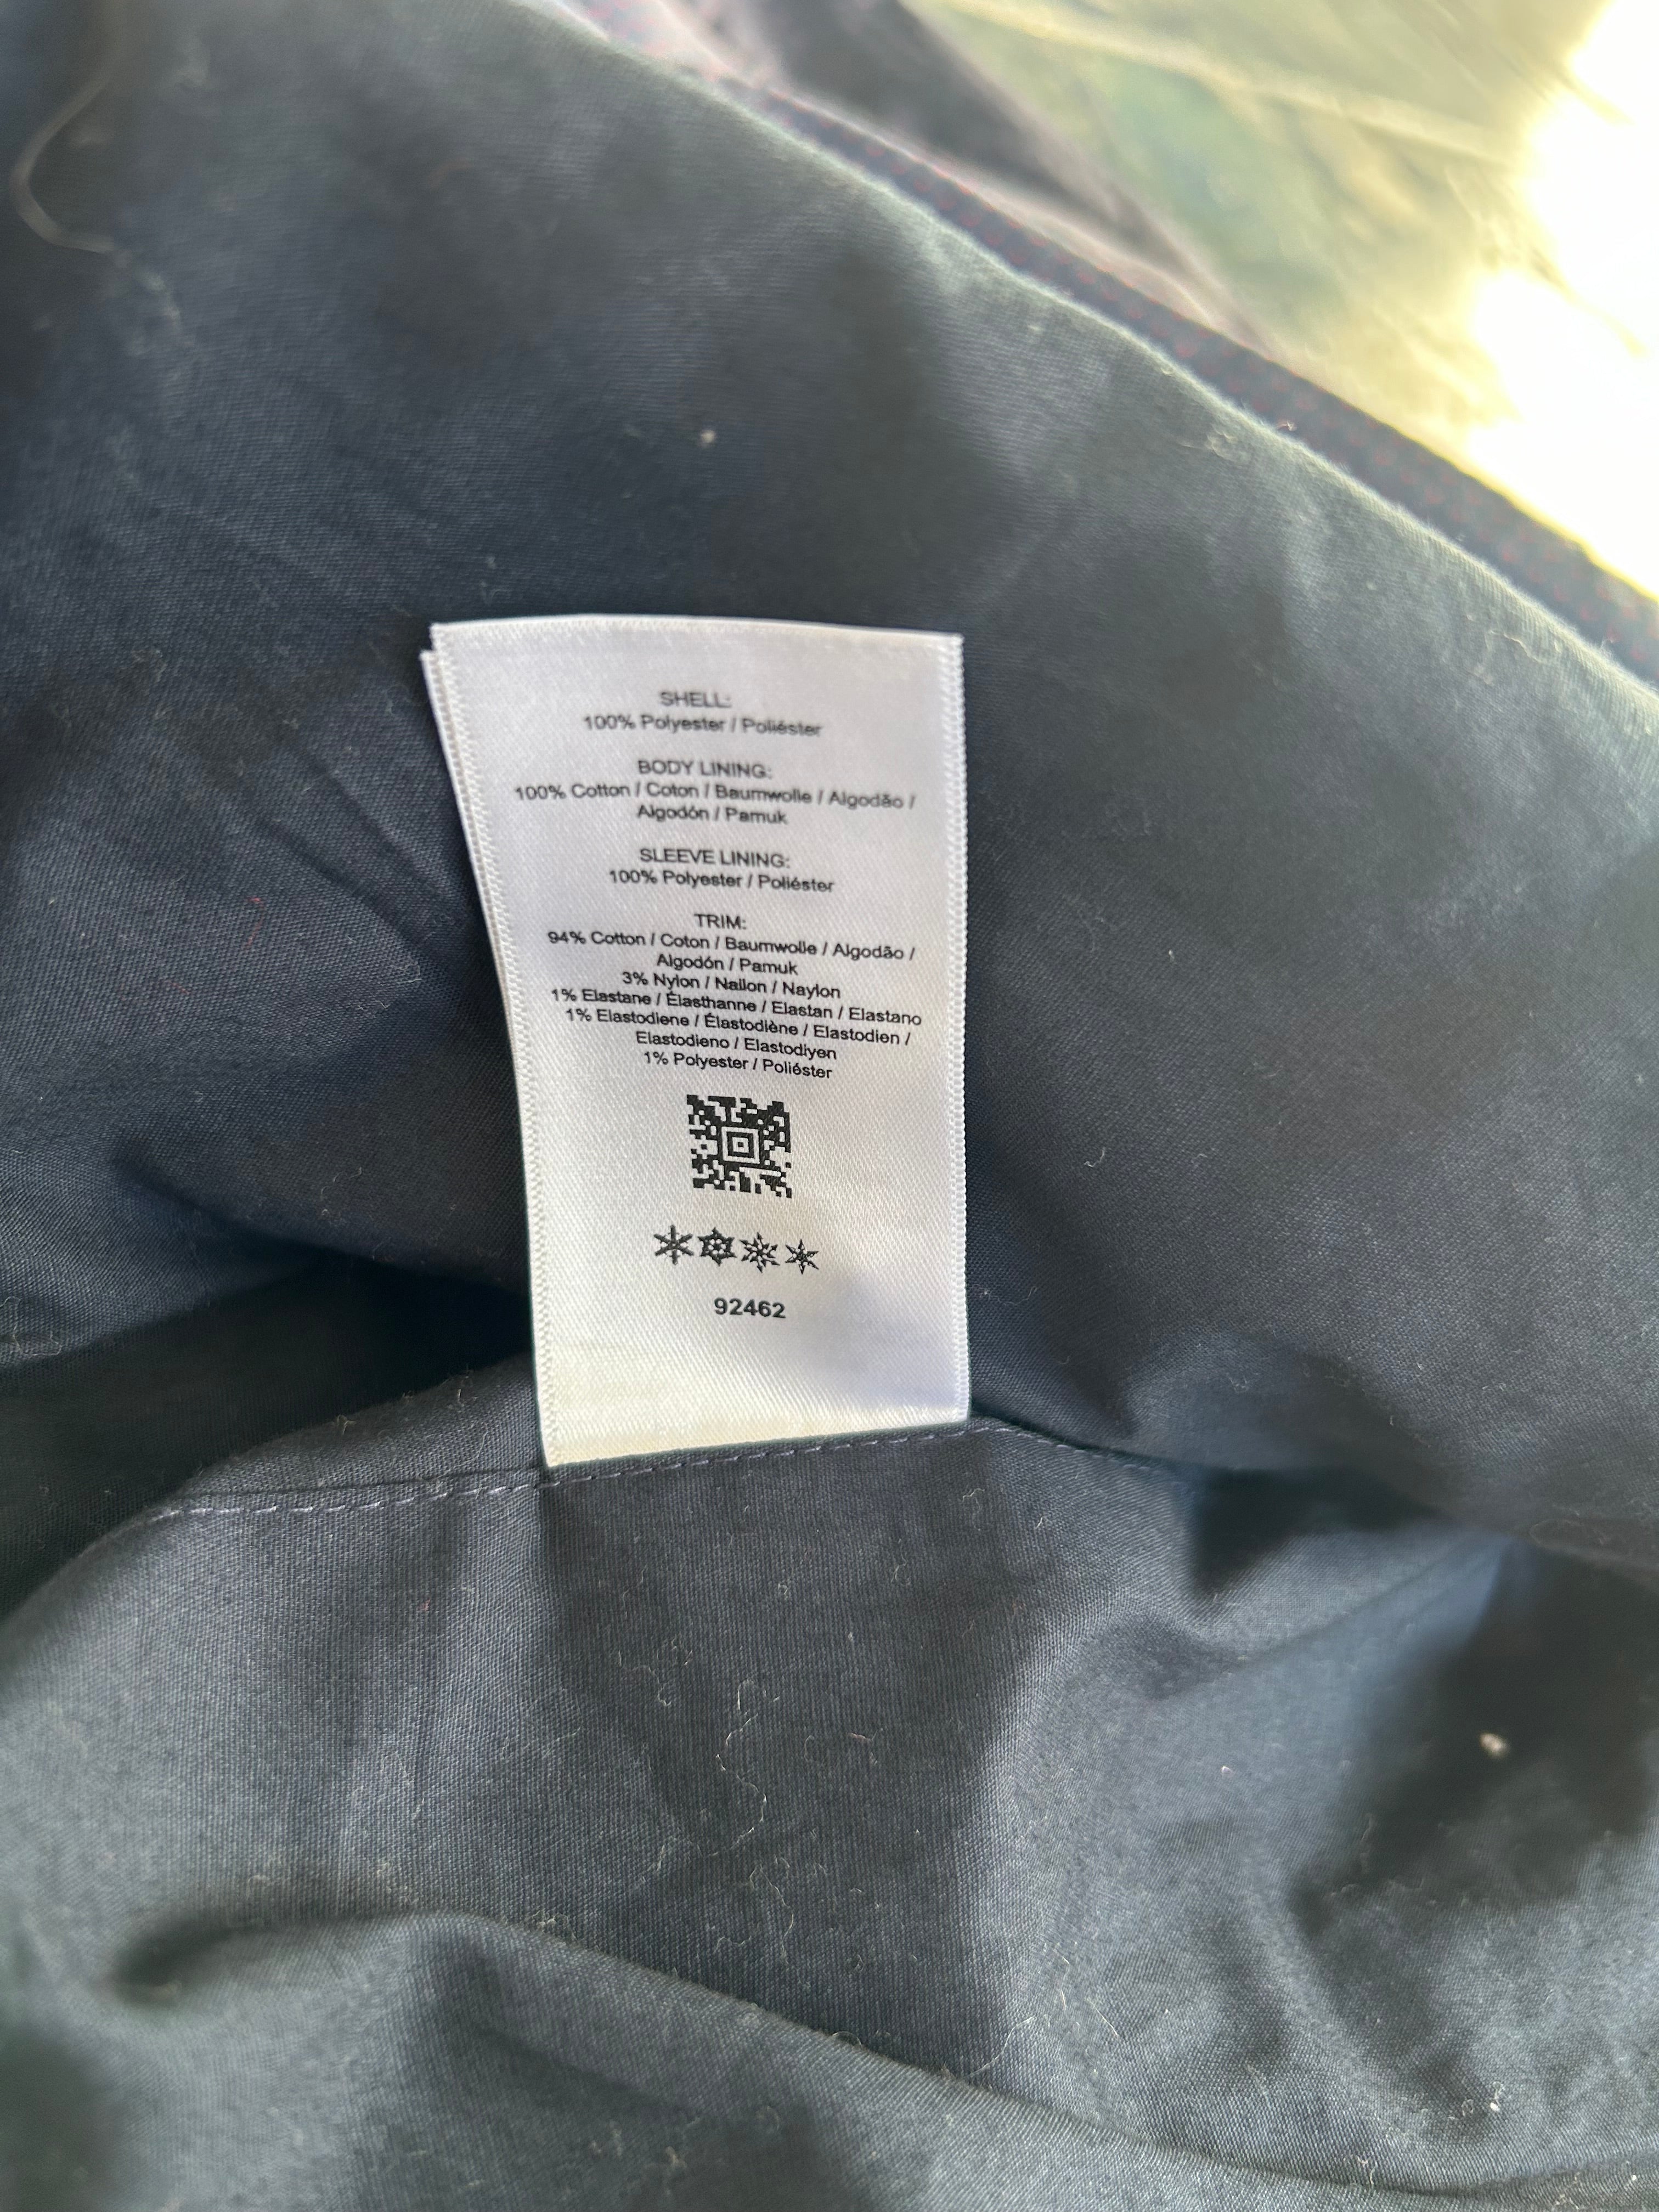 SHELL:
100% Polyester / Poliéster
BODY LINING:
100% Cotton / Coton / Baumwolle / Algodão /
Algodón / Pamuk
SLEEVE LINING:
100% Polyester / Poliéster
TRIM:
94% Cotton / Coton / Baumwolle / Algodão /
Algodón / Pamuk
3% Nylon / Nailon / Naylon
1% Elastane / Élasthanne / Elastan / Elastano
1% Elastodiene / Élastodiène / Elastodien /
Elastodieno / Elastodiyen
1% Polyester / Poliéster
92462